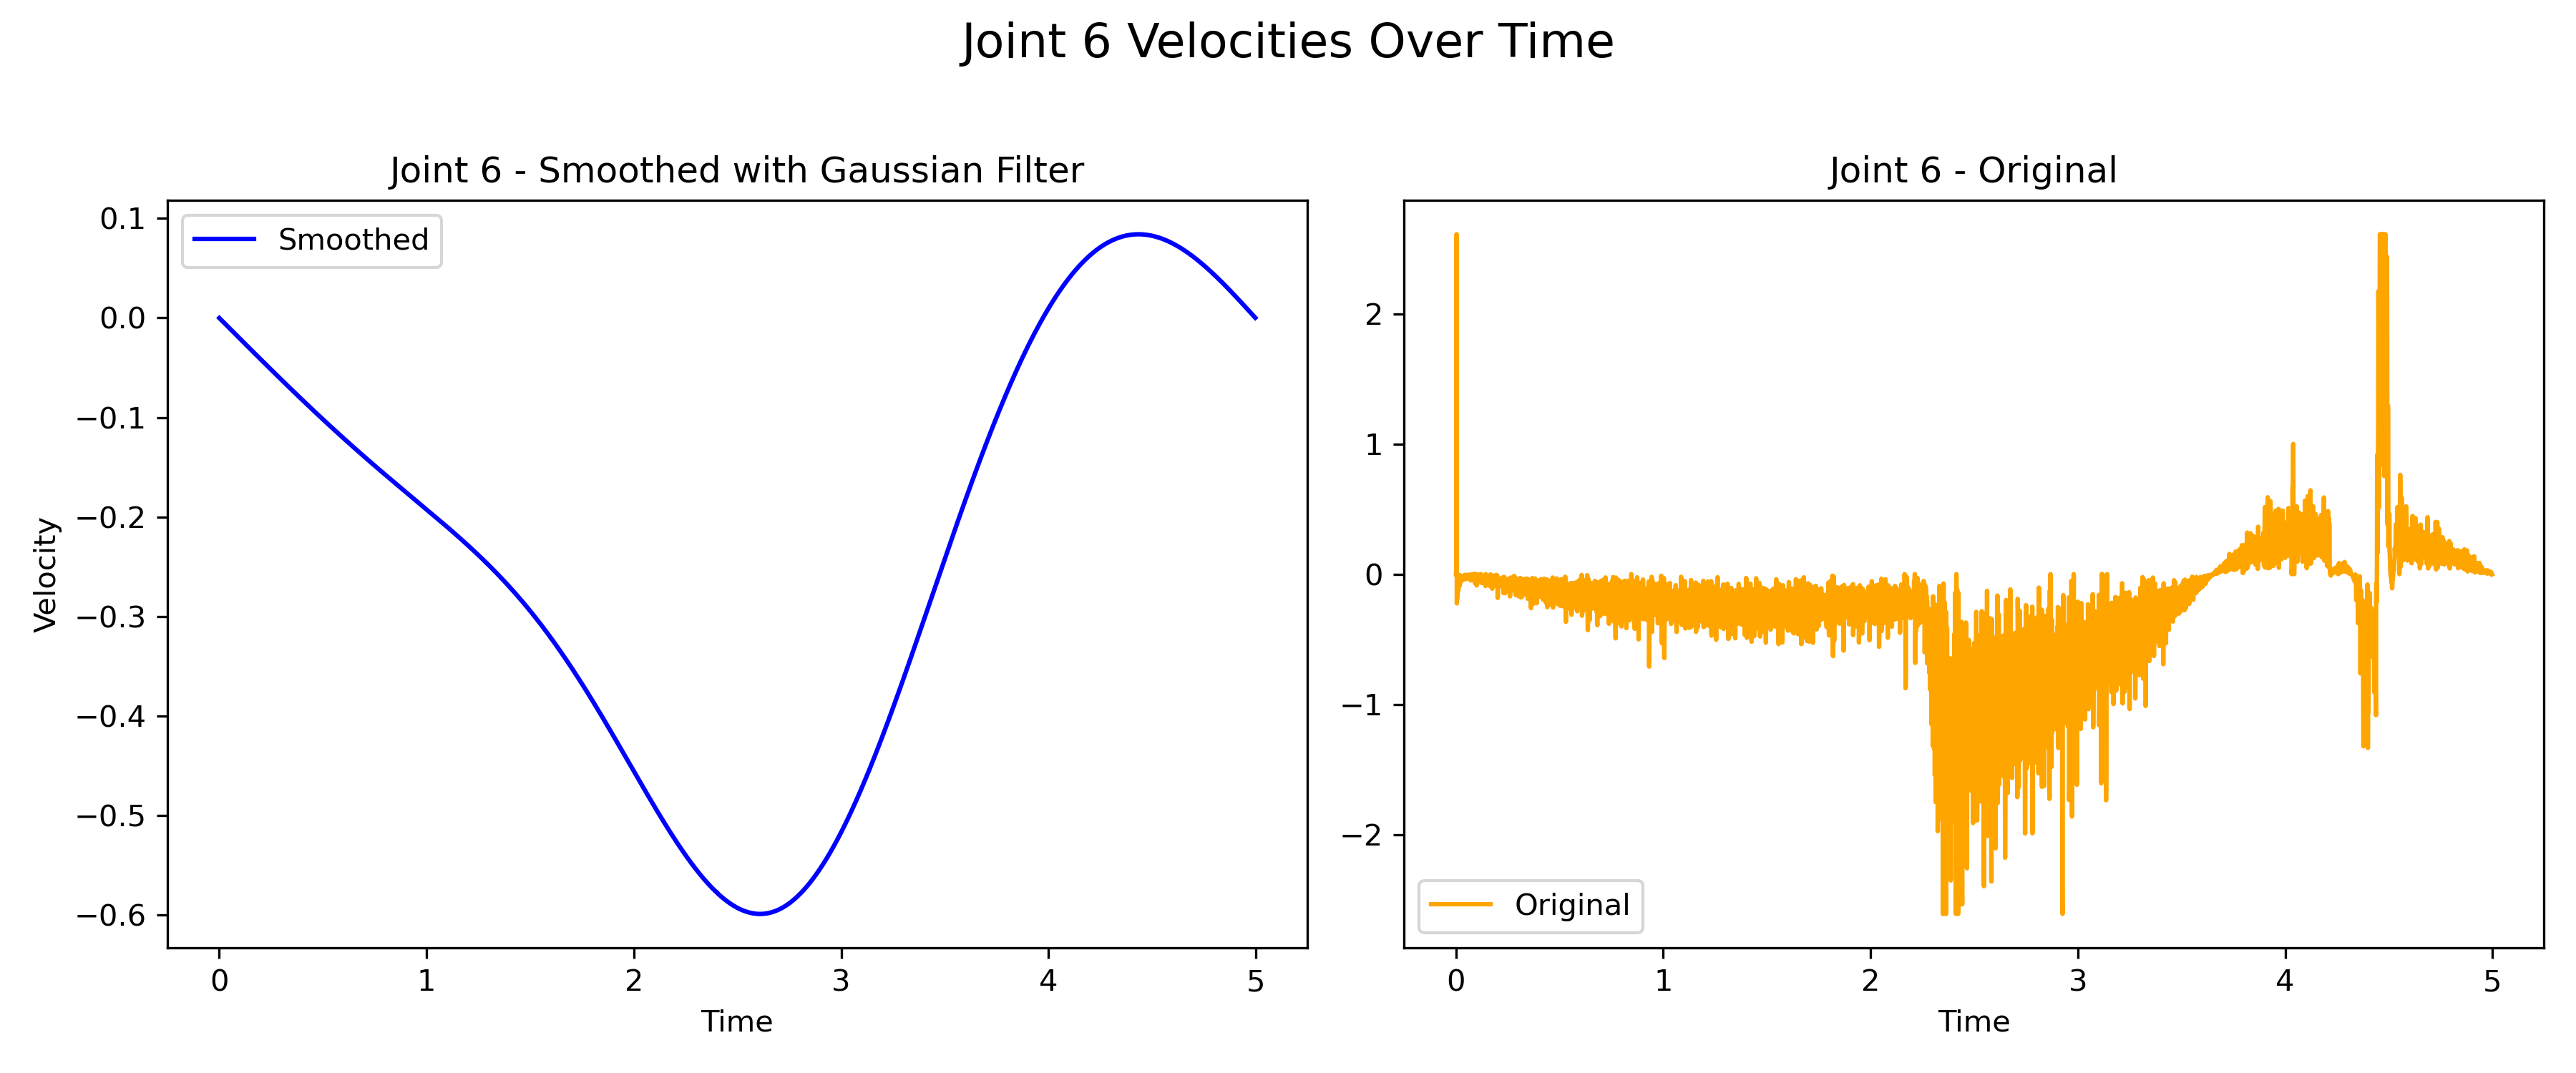 Joint 6 Velocities Over Time
Joint 6 - Smoothed with Gaussian Filter
Smoothed
0.1
0.0
−0.1
−0.2
−0.3
−0.4
−0.5
−0.6
Velocity
0 1 2 3 4 5
Time
Joint 6 - Original
2
1
0
−1
−2
Original
0 1 2 3 4 5
Time